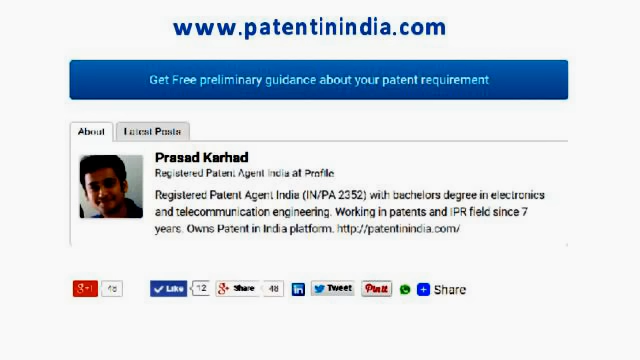 www.patentinindia.com
Get Free preliminary guidance about your patent requirement
About Latest Posts
Prasad Karhad
Registered Patent Agent India at Profile
Registered Patent Agent India (IN/PA 2352) with bachelors degree in electronics
and telecommunication engineering. Working in patents and IPR field since 7
years. Owns Patent in India platform. http://patentinindia.com/
g+1 48 Like 12 g+ Share 48 in Tweet Pin it Share